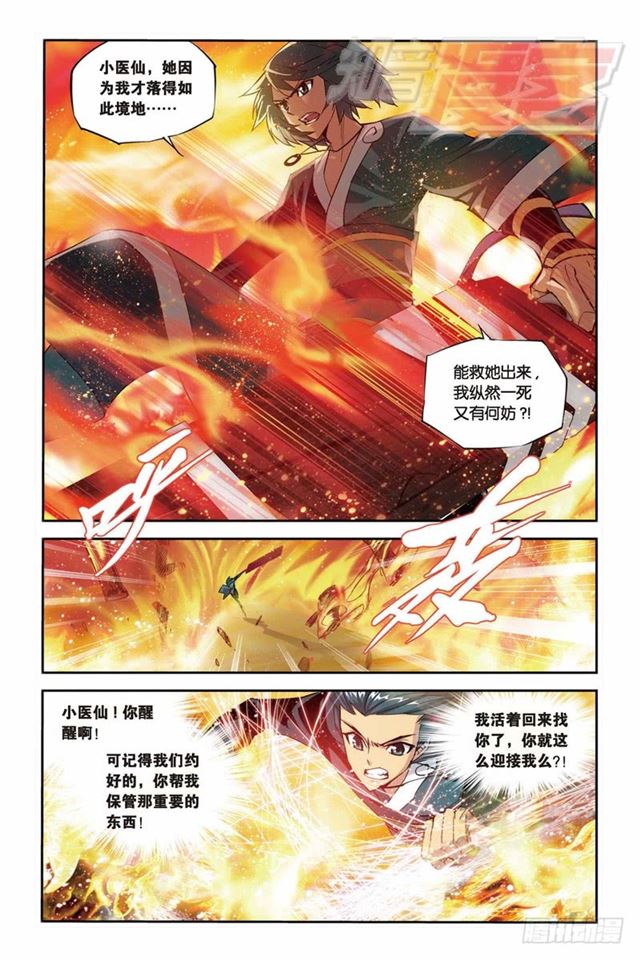 小医仙，她因
为我才落得如
此境地……
知音漫客
能救她出来，
我纵然一死
又有何妨？！
呼
轰
小医仙！你醒
醒啊！
可记得我们约
好的，你帮我
保管那重要的
东西！
我活着回来找
你了，你就这
么迎接我么？！
腾讯动漫